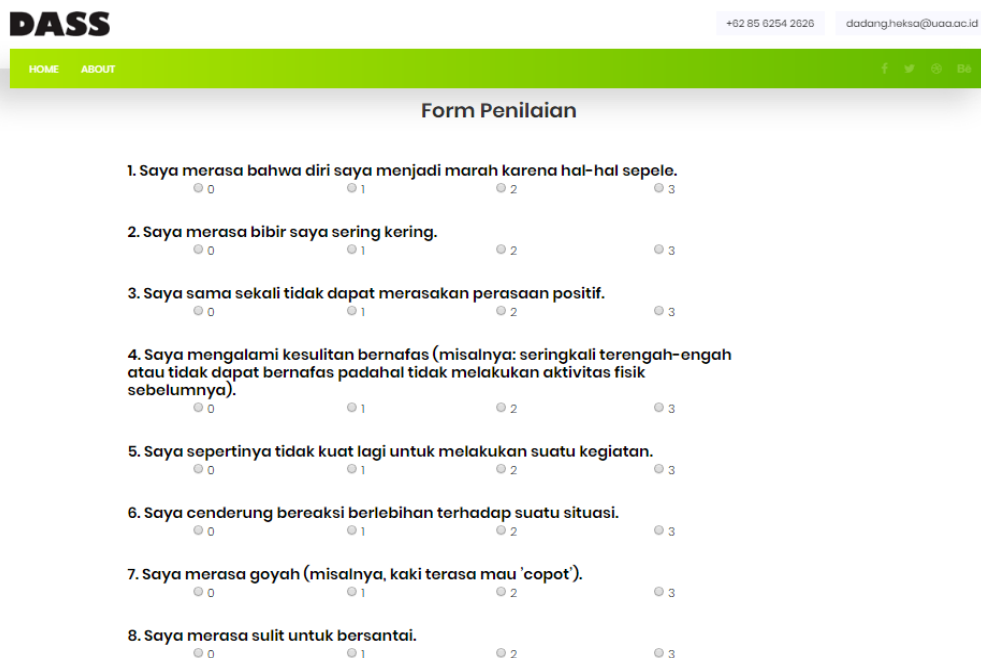 DASS
+62 85 6254 2626
dadang.heksa@uaa.ac.id
HOME ABOUT
Form Penilaian
1. Saya merasa bahwa diri saya menjadi marah karena hal-hal sepele.
0 1 2 3
2. Saya merasa bibir saya sering kering.
0 1 2 3
3. Saya sama sekali tidak dapat merasakan perasaan positif.
0 1 2 3
4. Saya mengalami kesulitan bernafas (misalnya: seringkali terengah-engah
atau tidak dapat bernafas padahal tidak melakukan aktivitas fisik
sebelumnya).
0 1 2 3
5. Saya sepertinya tidak kuat lagi untuk melakukan suatu kegiatan.
0 1 2 3
6. Saya cenderung bereaksi berlebihan terhadap suatu situasi.
0 1 2 3
7. Saya merasa goyah (misalnya, kaki terasa mau 'copot').
0 1 2 3
8. Saya merasa sulit untuk bersantai.
0 1 2 3